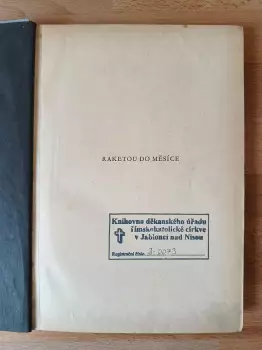 RAKETOU DO MĚSÍCE
Knihovna děkanského úřadu
římskokatolické církve
v Jablonci nad Nisou
Registrační číslo